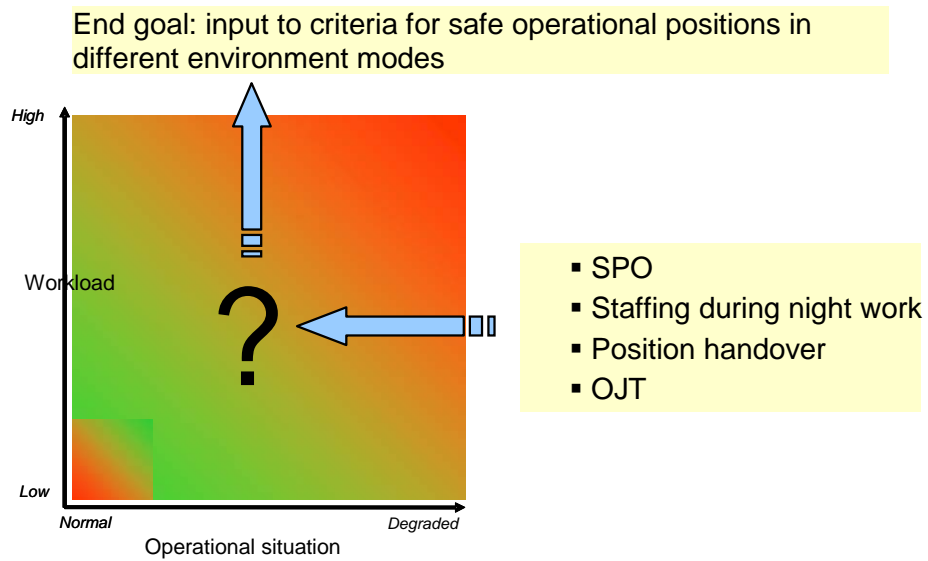 End goal: input to criteria for safe operational positions in
different environment modes
High
Workload
?
▪ SPO
▪ Staffing during night work
▪ Position handover
▪ OJT
Low
Normal
Degraded
Operational situation